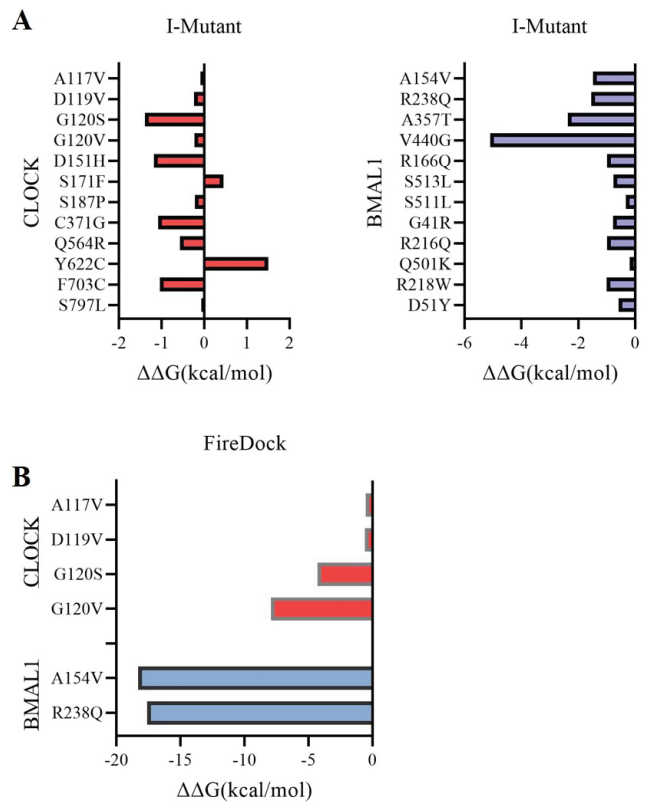 A
I-Mutant
CLOCK
A117V
D119V
G120S
G120V
D151H
S171F
S187P
C371G
Q564R
Y622C
F703C
S797L
-2 -1 0 1 2
ΔΔG(kcal/mol)
I-Mutant
BMAL1
A154V
R238Q
A357T
V440G
R166Q
S513L
S511L
G41R
R216Q
Q501K
R218W
D51Y
-6 -4 -2 0
ΔΔG(kcal/mol)
B
FireDock
CLOCK
A117V
D119V
G120S
G120V
BMAL1
A154V
R238Q
-20 -15 -10 -5 0
ΔΔG(kcal/mol)